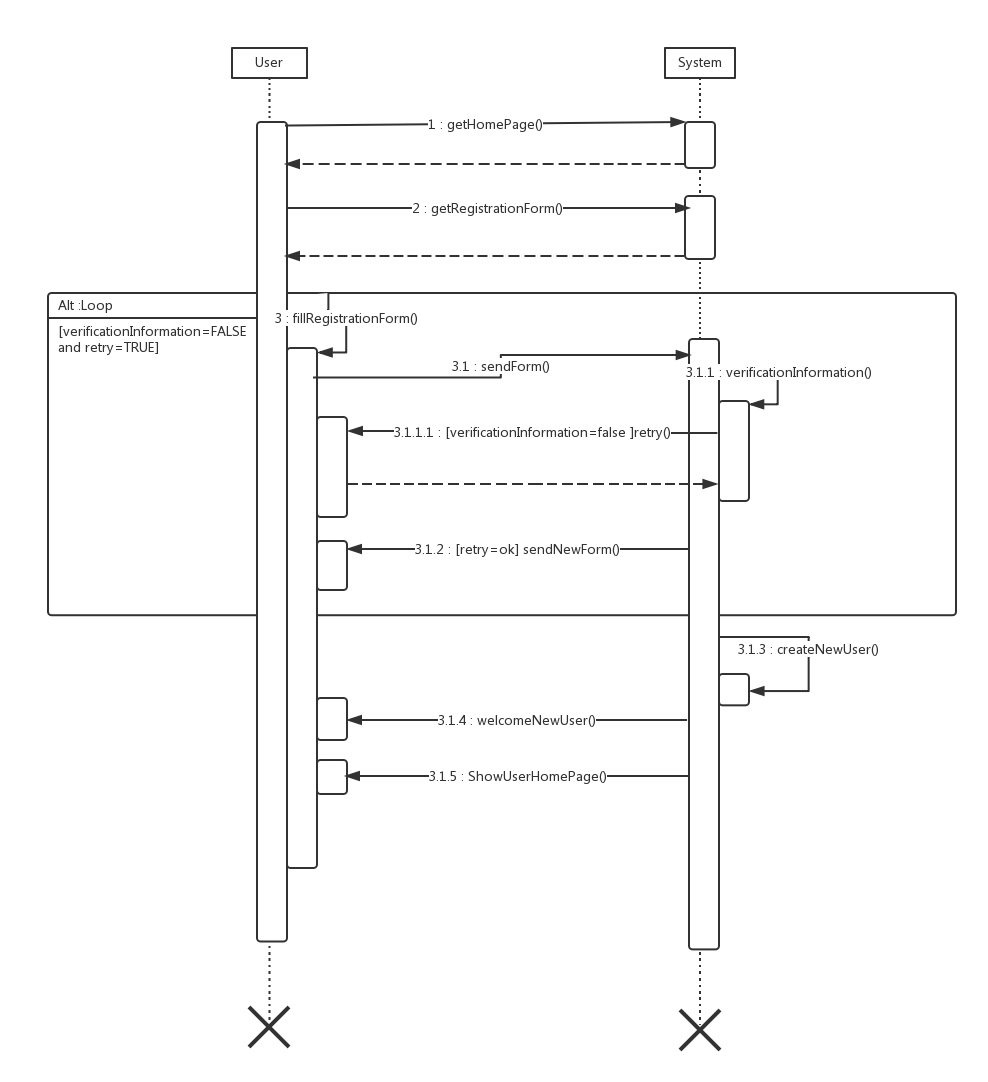 User
System
1 : getHomePage()
2 : getRegistrationForm()
Alt :Loop
[verificationInformation=FALSE
and retry=TRUE]
3 : fillRegistrationForm()
3.1 : sendForm()
3.1.1 : verificationInformation()
3.1.1.1 : [verificationInformation=false ]retry()
3.1.2 : [retry=ok] sendNewForm()
3.1.3 : createNewUser()
3.1.4 : welcomeNewUser()
3.1.5 : ShowUserHomePage()